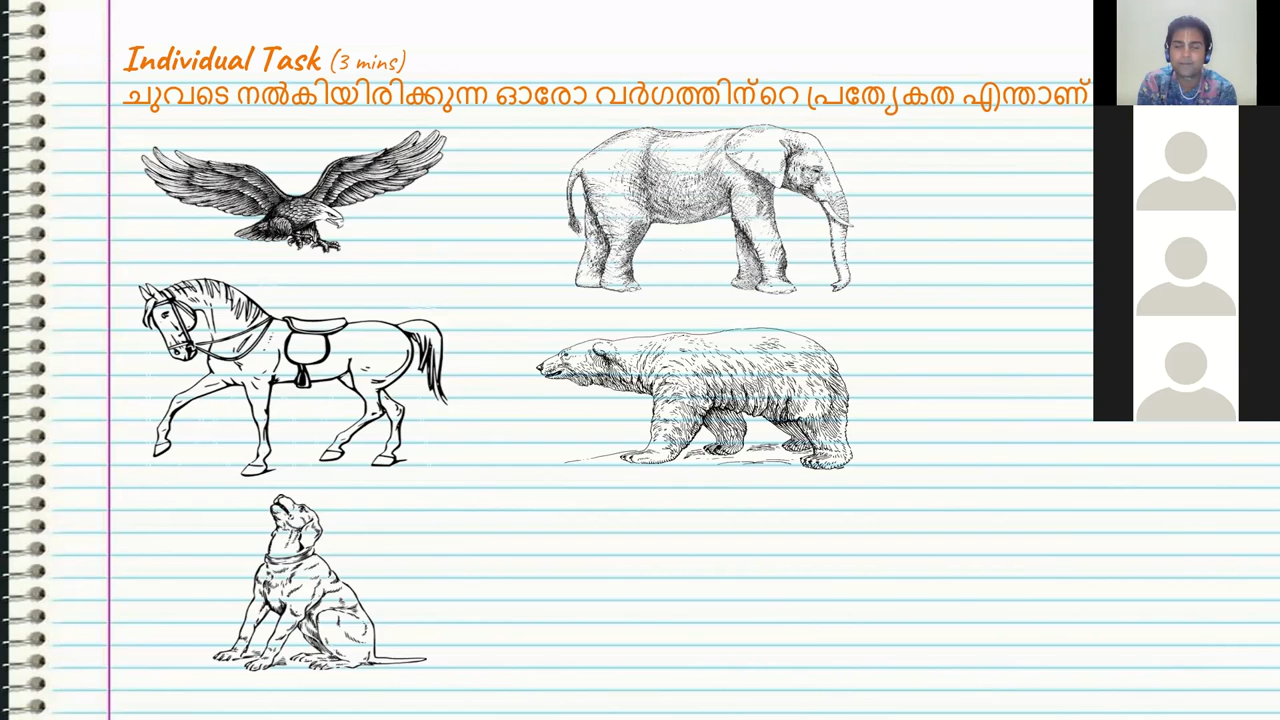 Individual Task (3 mins)
ചുവടെ നൽകിയിരിക്കുന്ന ഓരോ വർഗത്തിന്റെ പ്രത്യേകത എന്താണ്